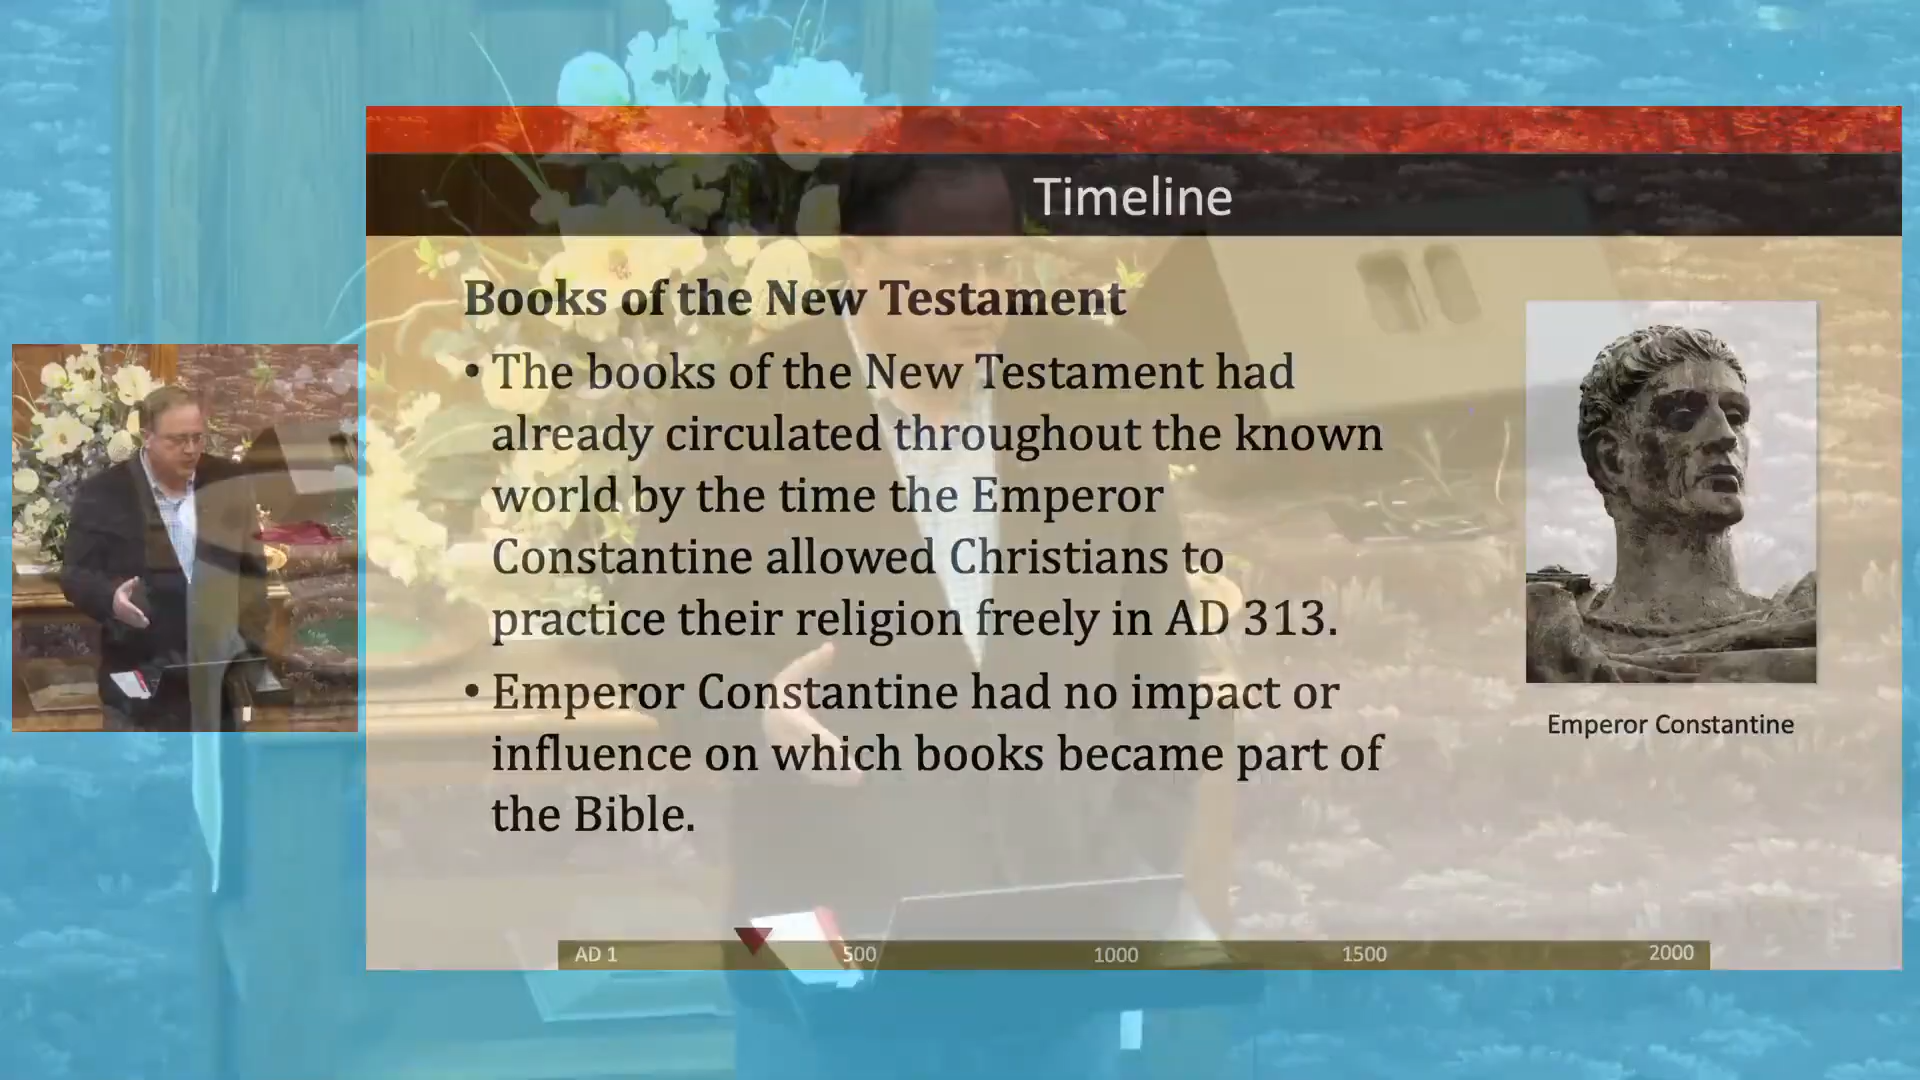 Timeline
Books of the New Testament
• The books of the New Testament had
already circulated throughout the known
world by the time the Emperor
Constantine allowed Christians to
practice their religion freely in AD 313.
• Emperor Constantine had no impact or
influence on which books became part of
the Bible.
Emperor Constantine
AD 1 500 1000 1500 2000